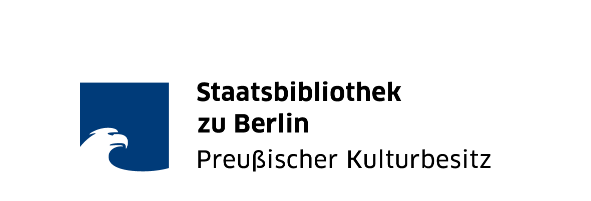 Staatsbibliothek
zu Berlin
Preußischer Kulturbesitz